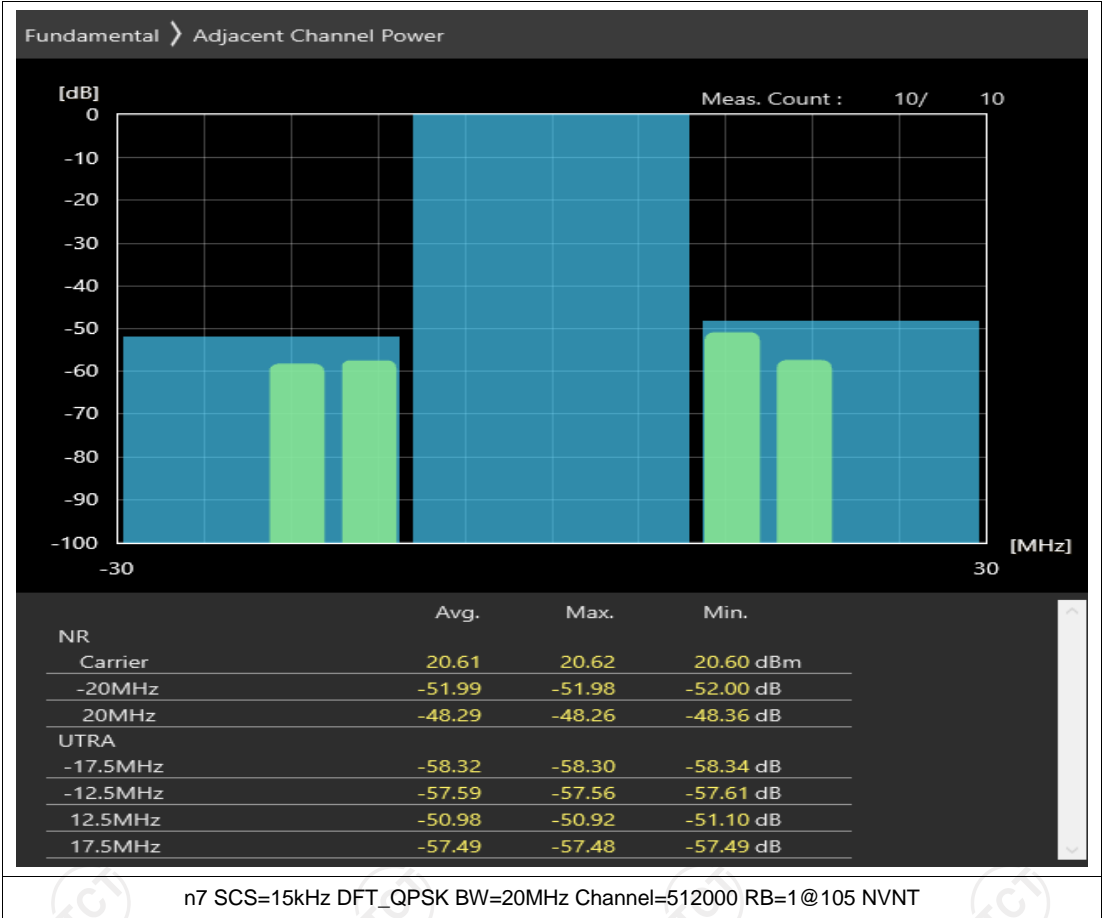 Fundamental 〉 Adjacent Channel Power
[dB]
Meas. Count : 10/ 10
0
-10
-20
-30
-40
-50
-60
-70
-80
-90
-100
[MHz]
-30 30
Avg. Max. Min.
NR
Carrier 20.61 20.62 20.60 dBm
-20MHz -51.99 -51.98 -52.00 dB
20MHz -48.29 -48.26 -48.36 dB
UTRA
-17.5MHz -58.32 -58.30 -58.34 dB
-12.5MHz -57.59 -57.56 -57.61 dB
12.5MHz -50.98 -50.92 -51.10 dB
17.5MHz -57.49 -57.48 -57.49 dB
TCT TCT TCT TCT
n7 SCS=15kHz DFT_QPSK BW=20MHz Channel=512000 RB=1@105 NVNT